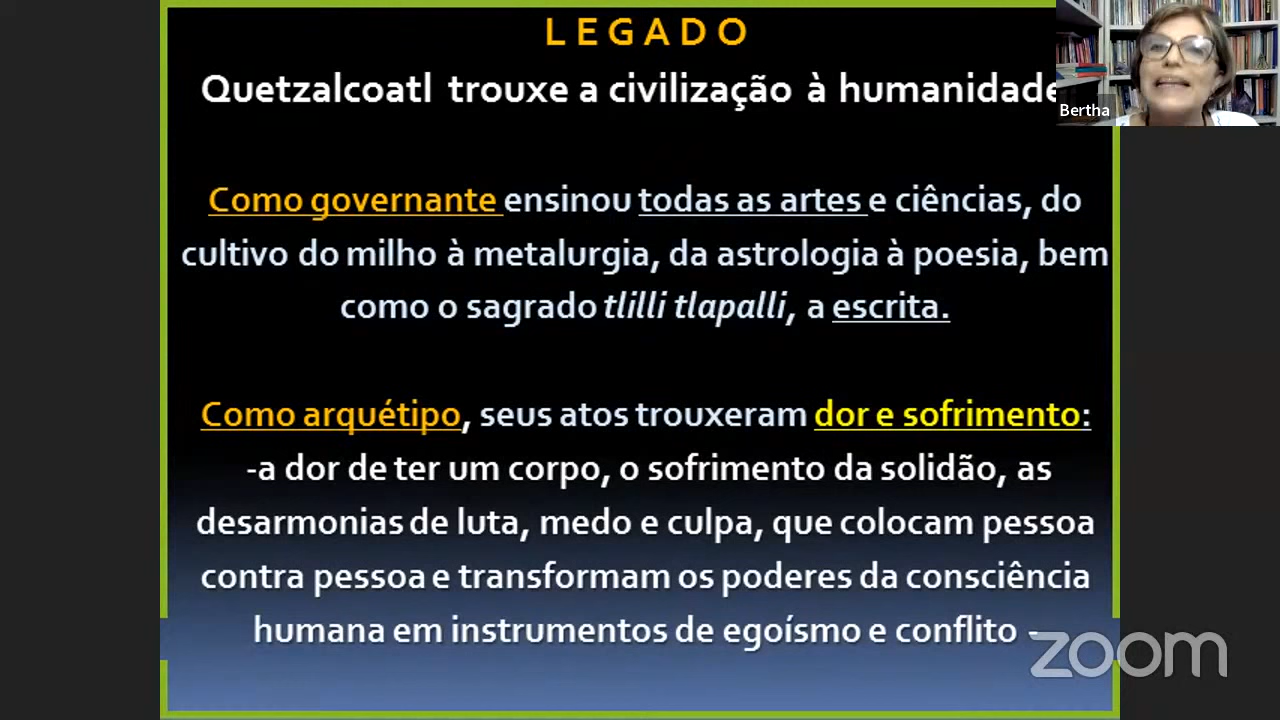 L E G A D O
Quetzalcoatl trouxe a civilização à humanidade
Bertha
Como governante ensinou todas as artes e ciências, do
cultivo do milho à metalurgia, da astrologia à poesia, bem
como o sagrado tlilli tlapalli, a escrita.
Como arquétipo, seus atos trouxeram dor e sofrimento:
-a dor de ter um corpo, o sofrimento da solidão, as
desarmonias de luta, medo e culpa, que colocam pessoa
contra pessoa e transformam os poderes da consciência
humana em instrumentos de egoísmo e conflito -
zoom